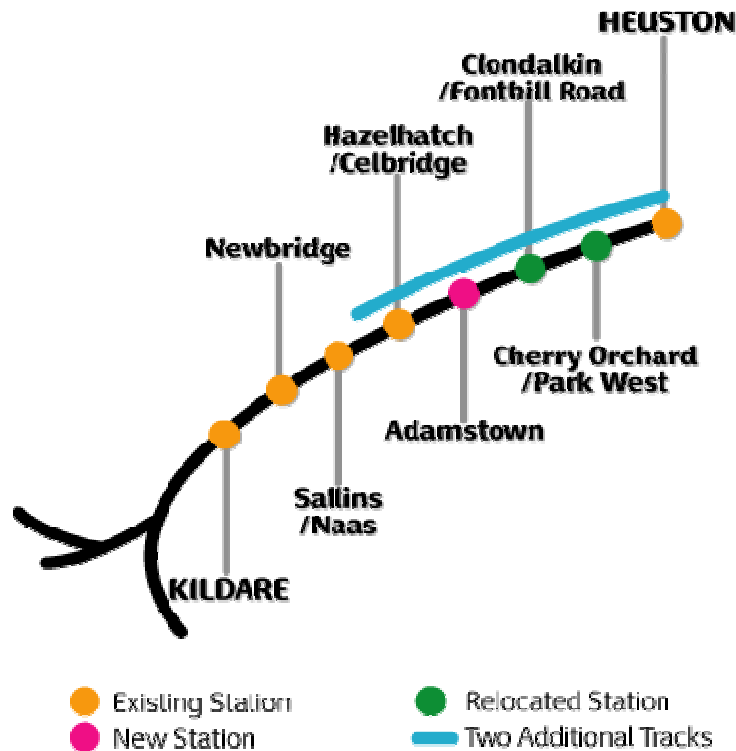 HEUSTON
Clondalkin
/Fonthill Road
Hazelhatch
/Celbridge
Newbridge
Cherry Orchard
/Park West
Adamstown
Sallins
/Naas
KILDARE
Existing Station
Relocated Station
New Station
Two Additional Tracks